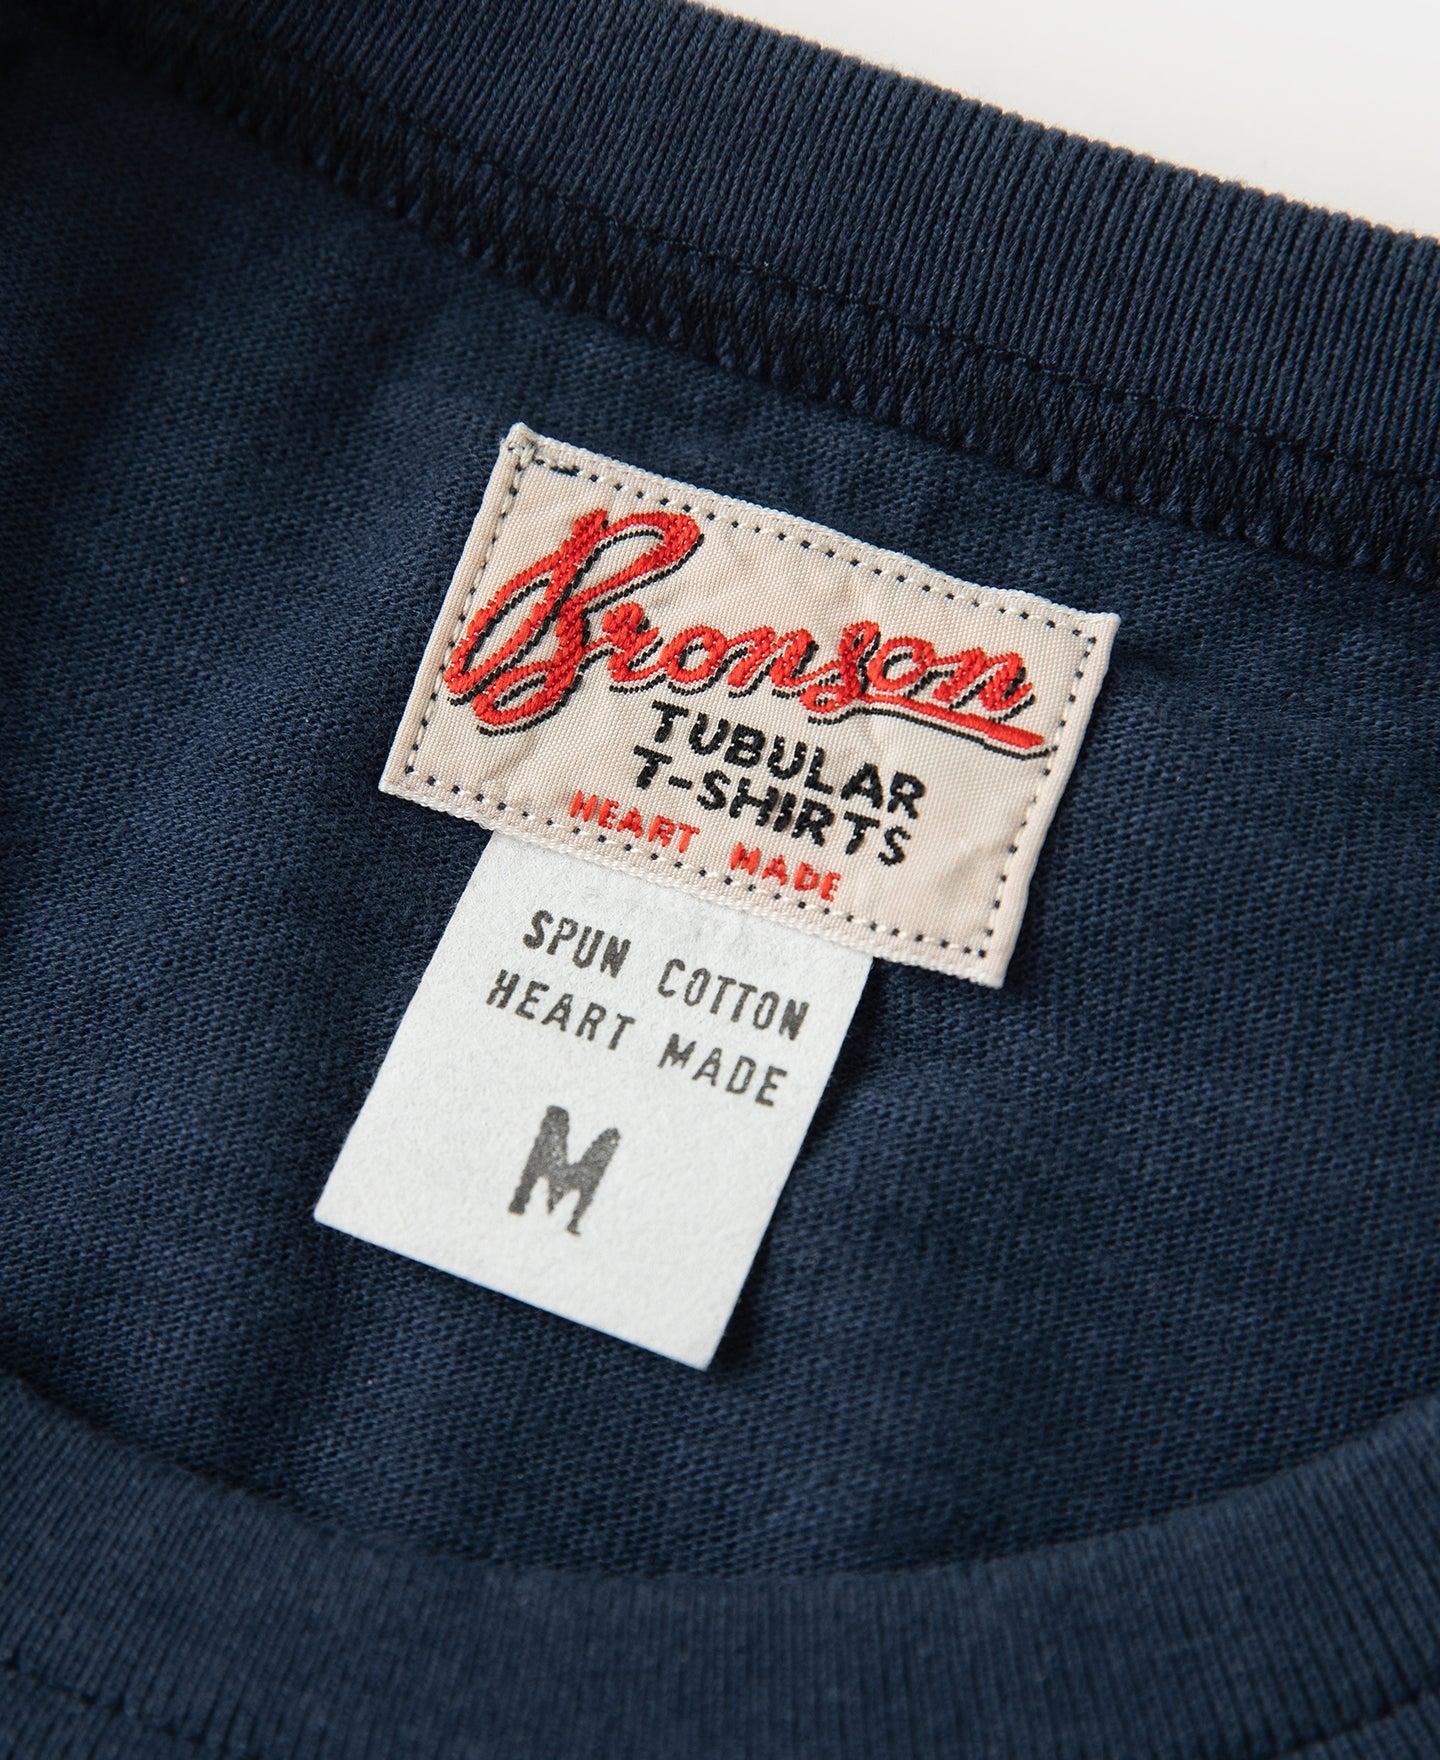 Bronson
TUBULAR
T-SHIRTS
HEART MADE
SPUN COTTON
HEART MADE
M